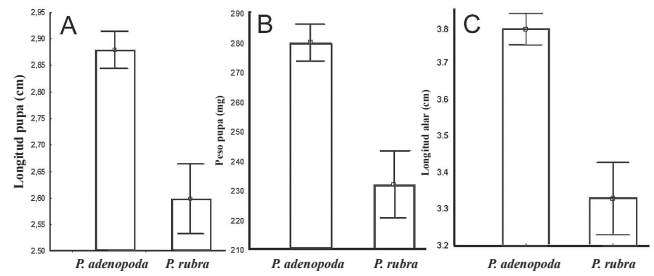 A
Longitud pupa (cm)
2,95
2,90
2,85
2,80
2,75
2,70
2,65
2,60
2,55
2,50
P. adenopoda P. rubra
B
Peso pupa (mg)
290
280
270
260
250
240
230
220
210
P. adenopoda P. rubra
C
Longitud alar (cm)
3.8
3.7
3.6
3.5
3.4
3.3
3.2
P. adenopoda P. rubra